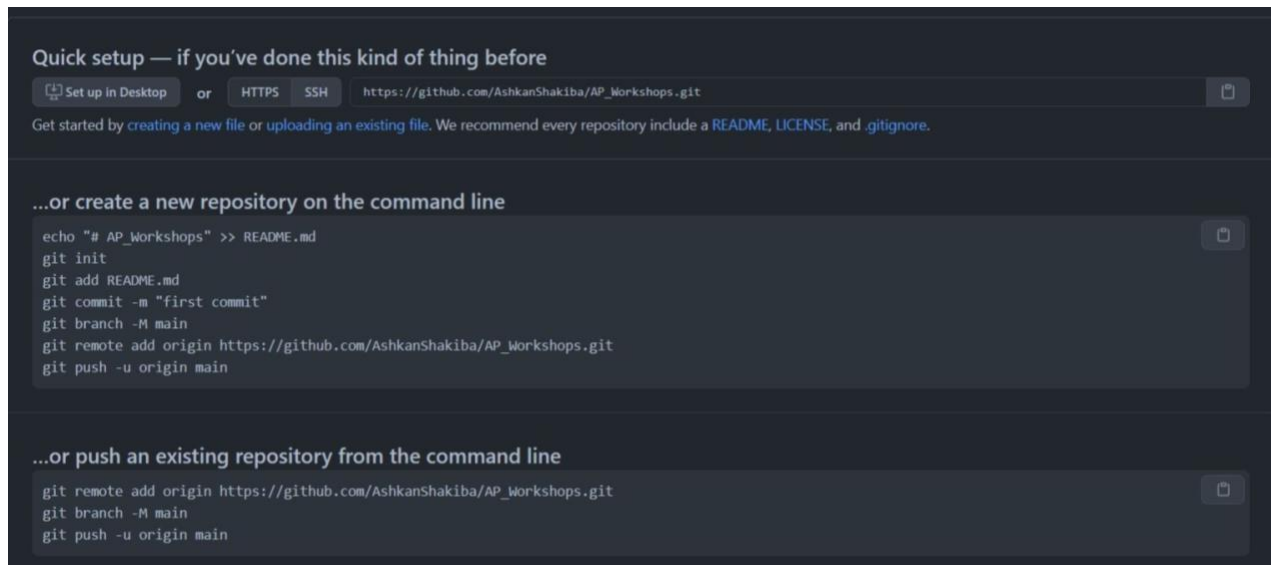 Quick setup — if you've done this kind of thing before
Set up in Desktop or HTTPS SSH https://github.com/AshkanShakiba/AP_Workshops.git
Get started by creating a new file or uploading an existing file. We recommend every repository include a README, LICENSE, and .gitignore.
...or create a new repository on the command line
echo "# AP_Workshops" >> README.md
git init
git add README.md
git commit -m "first commit"
git branch -M main
git remote add origin https://github.com/AshkanShakiba/AP_Workshops.git
git push -u origin main
...or push an existing repository from the command line
git remote add origin https://github.com/AshkanShakiba/AP_Workshops.git
git branch -M main
git push -u origin main